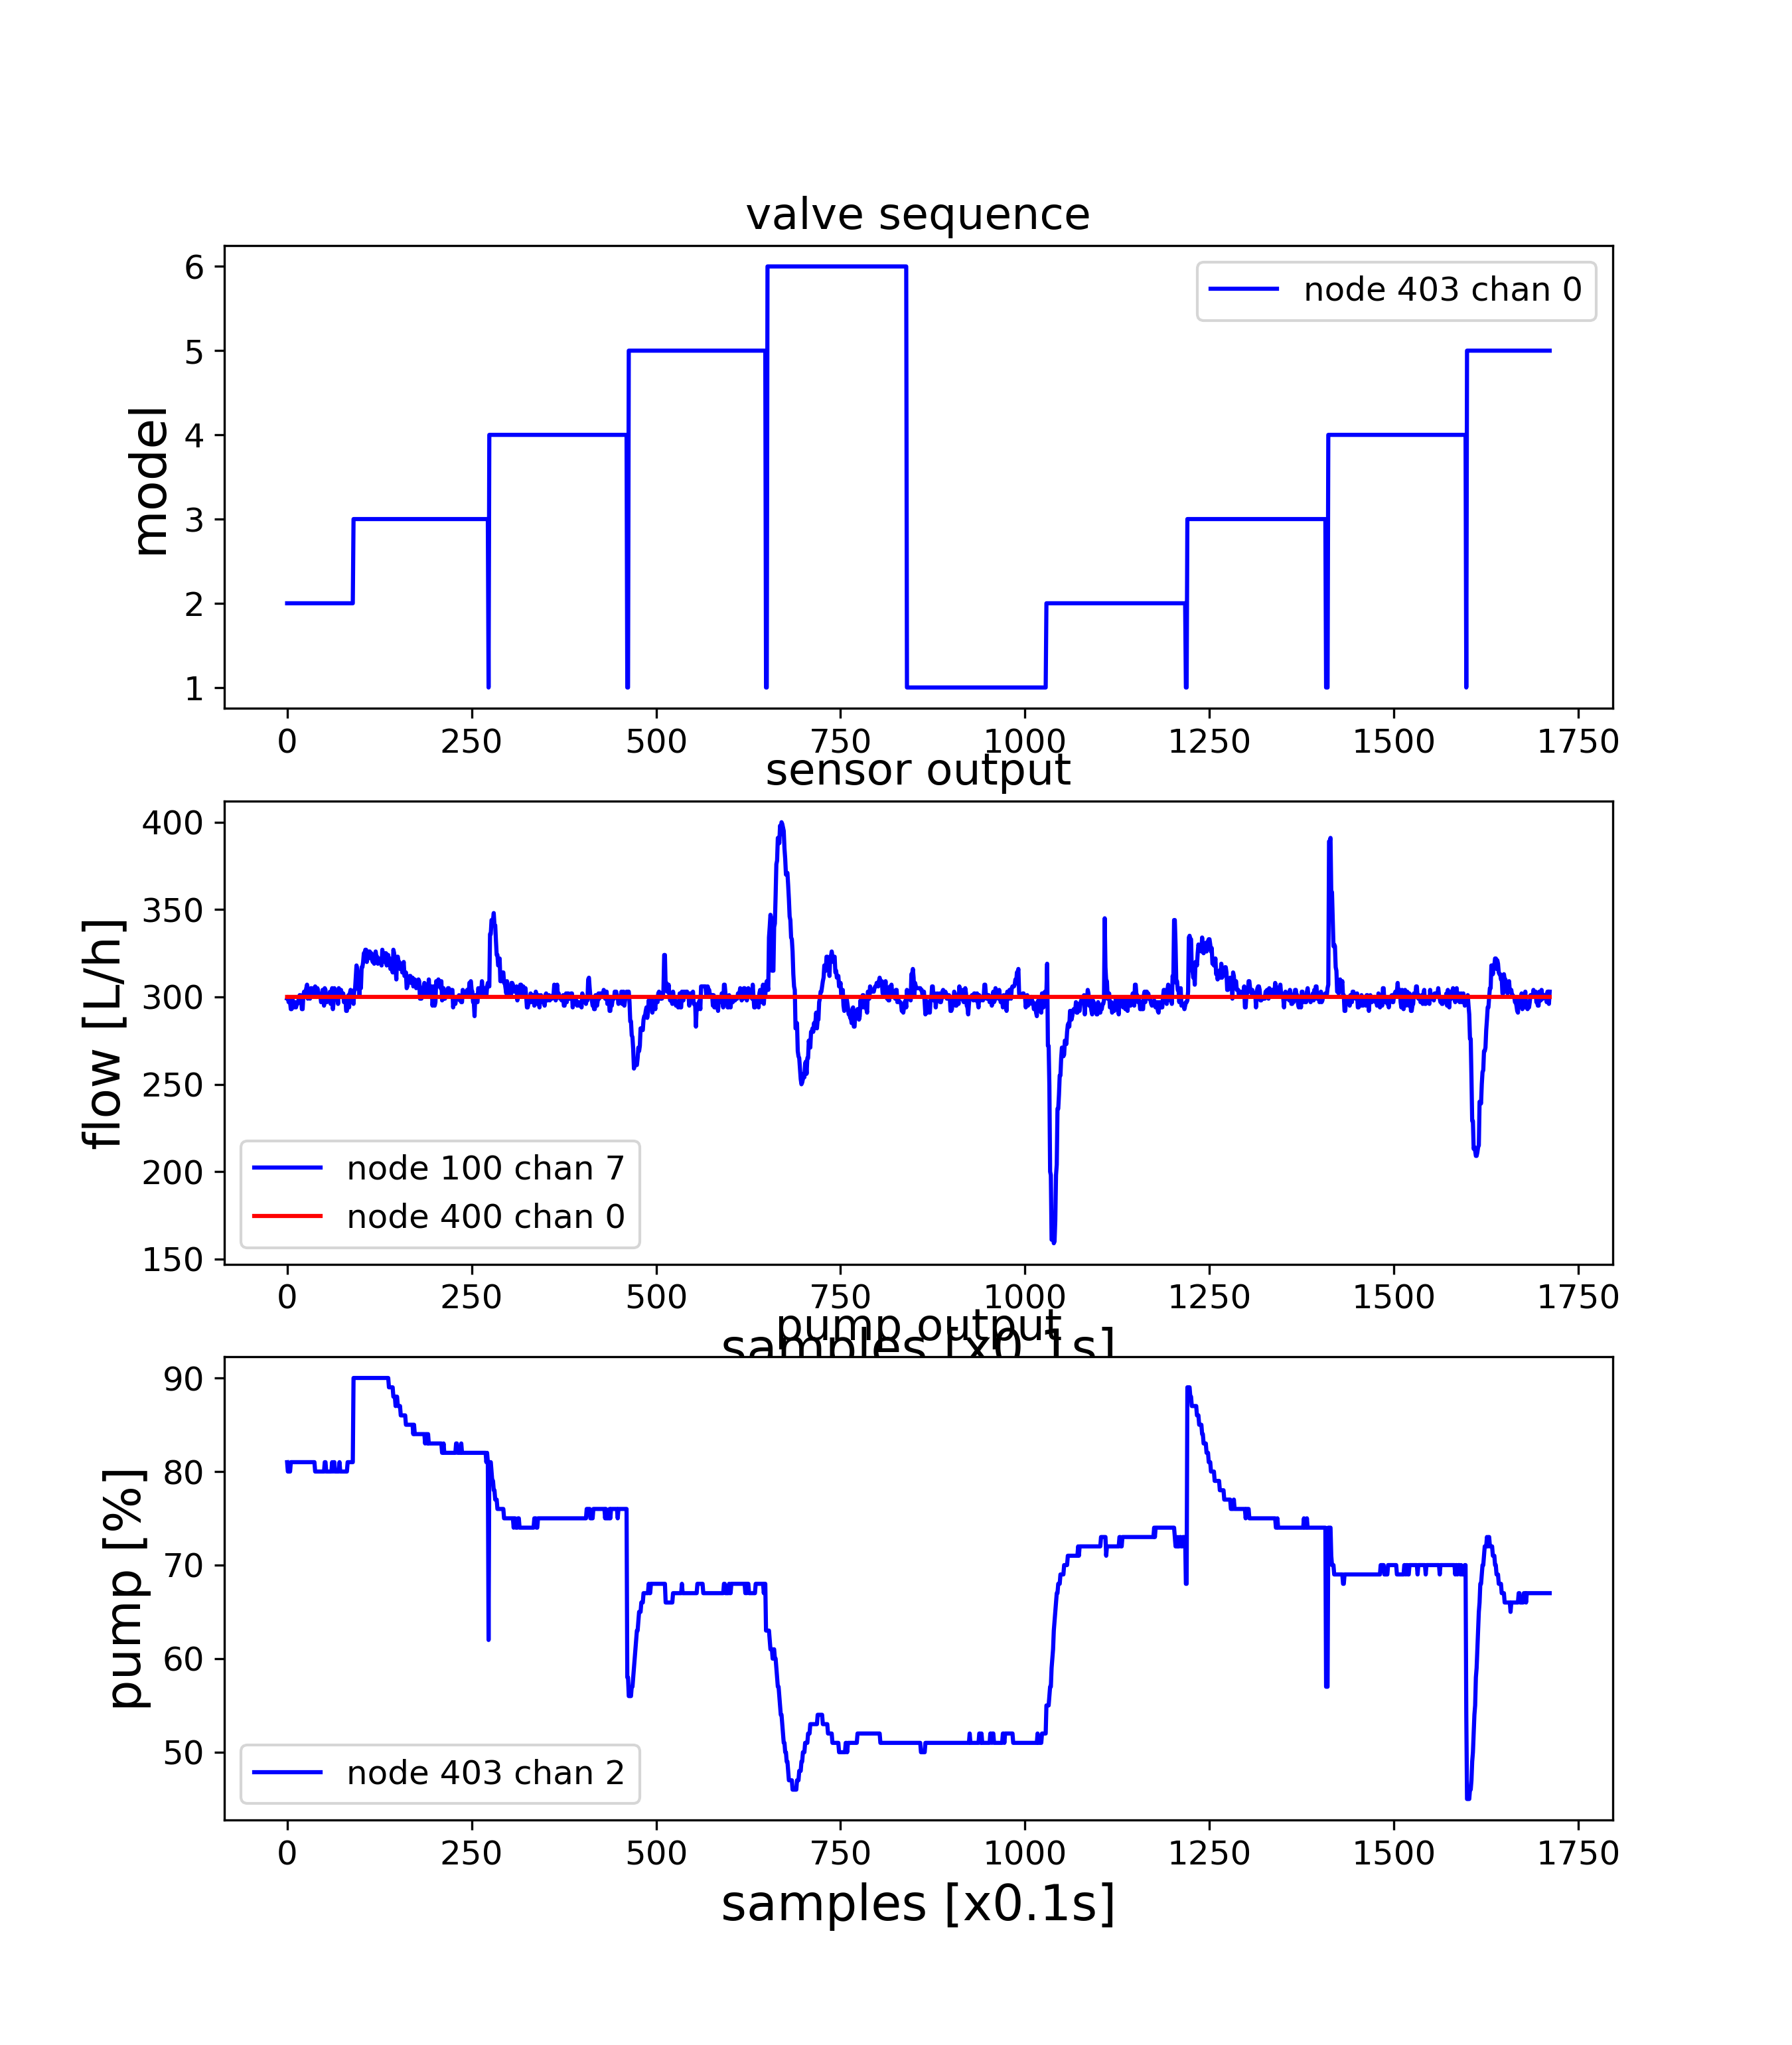 valve sequence
model
6
5
4
3
2
1
node 403 chan 0
0 250 500 750 1000 1250 1500 1750
sensor output
flow [L/h]
400
350
300
250
200
150
node 100 chan 7
node 400 chan 0
0 250 500 750 1000 1250 1500 1750
pump output
samples [x0.1s]
pump [%]
90
80
70
60
50
node 403 chan 2
0 250 500 750 1000 1250 1500 1750
samples [x0.1s]